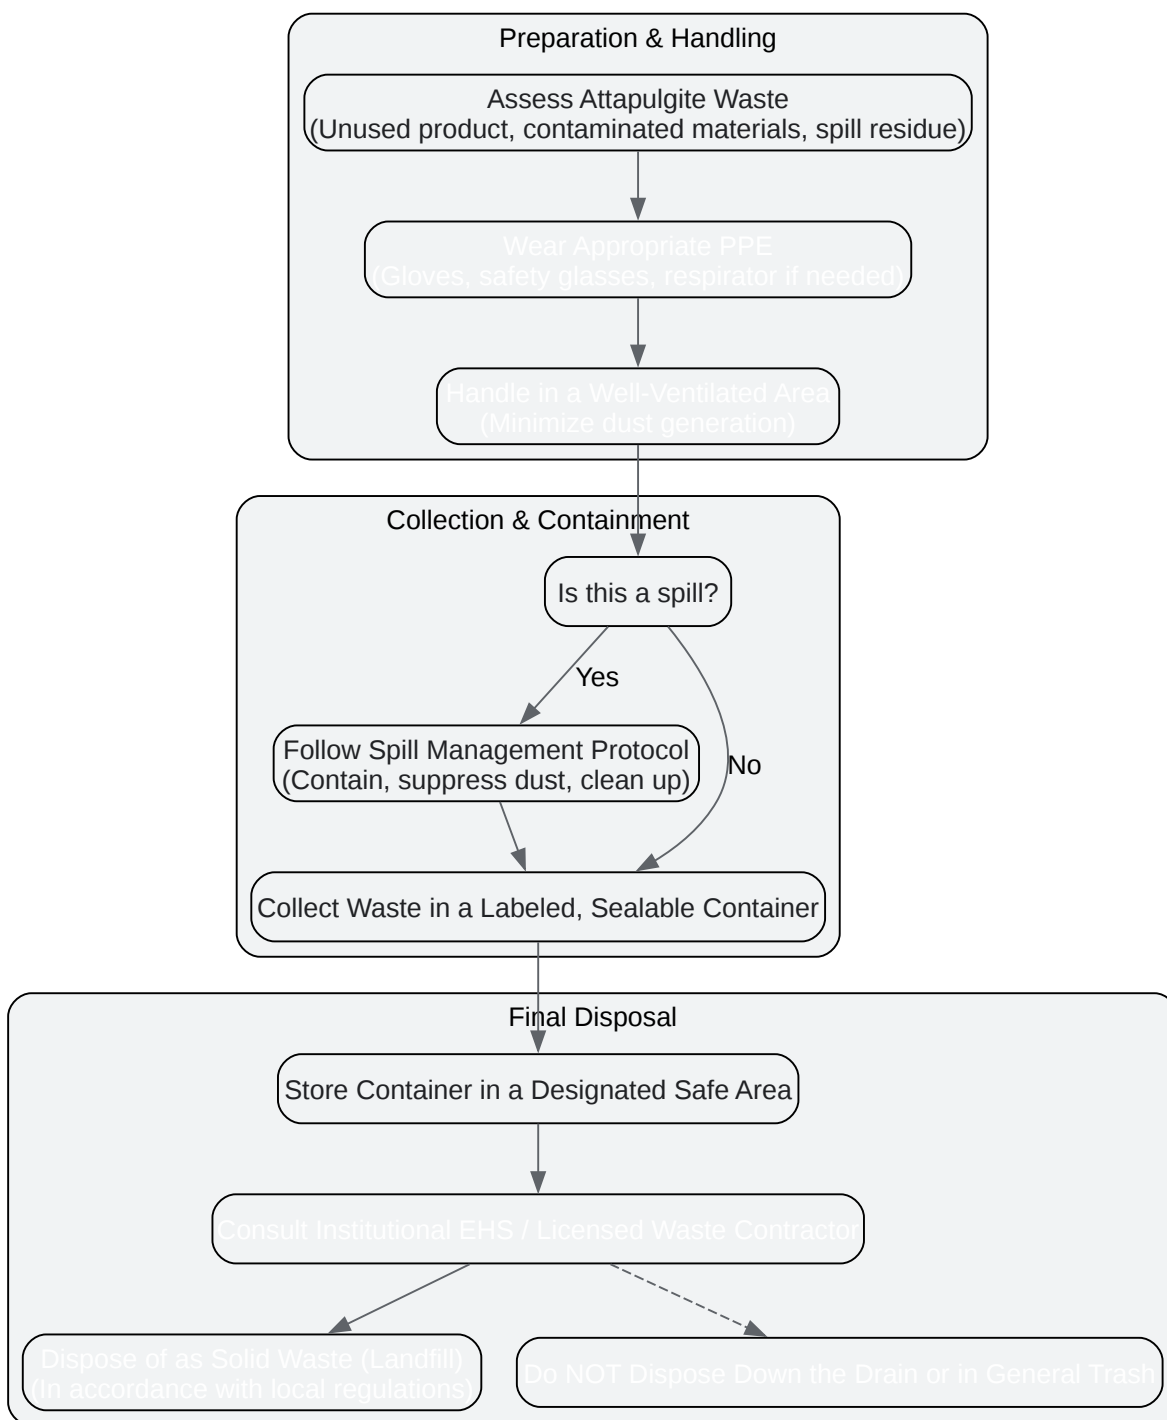 Preparation & Handling
Assess Attapulgite Waste
(Unused product, contaminated materials, spill residue)
Wear Appropriate PPE
(Gloves, safety glasses, respirator if needed)
Handle in a Well-Ventilated Area
(Minimize dust generation)
Collection & Containment
Is this a spill?
Yes
Follow Spill Management Protocol
(Contain, suppress dust, clean up)
No
Collect Waste in a Labeled, Sealable Container
Final Disposal
Store Container in a Designated Safe Area
Consult Institutional EHS / Licensed Waste Contractor
Dispose of as Solid Waste (Landfill)
(In accordance with local regulations)
Do NOT Dispose Down the Drain or in General Trash